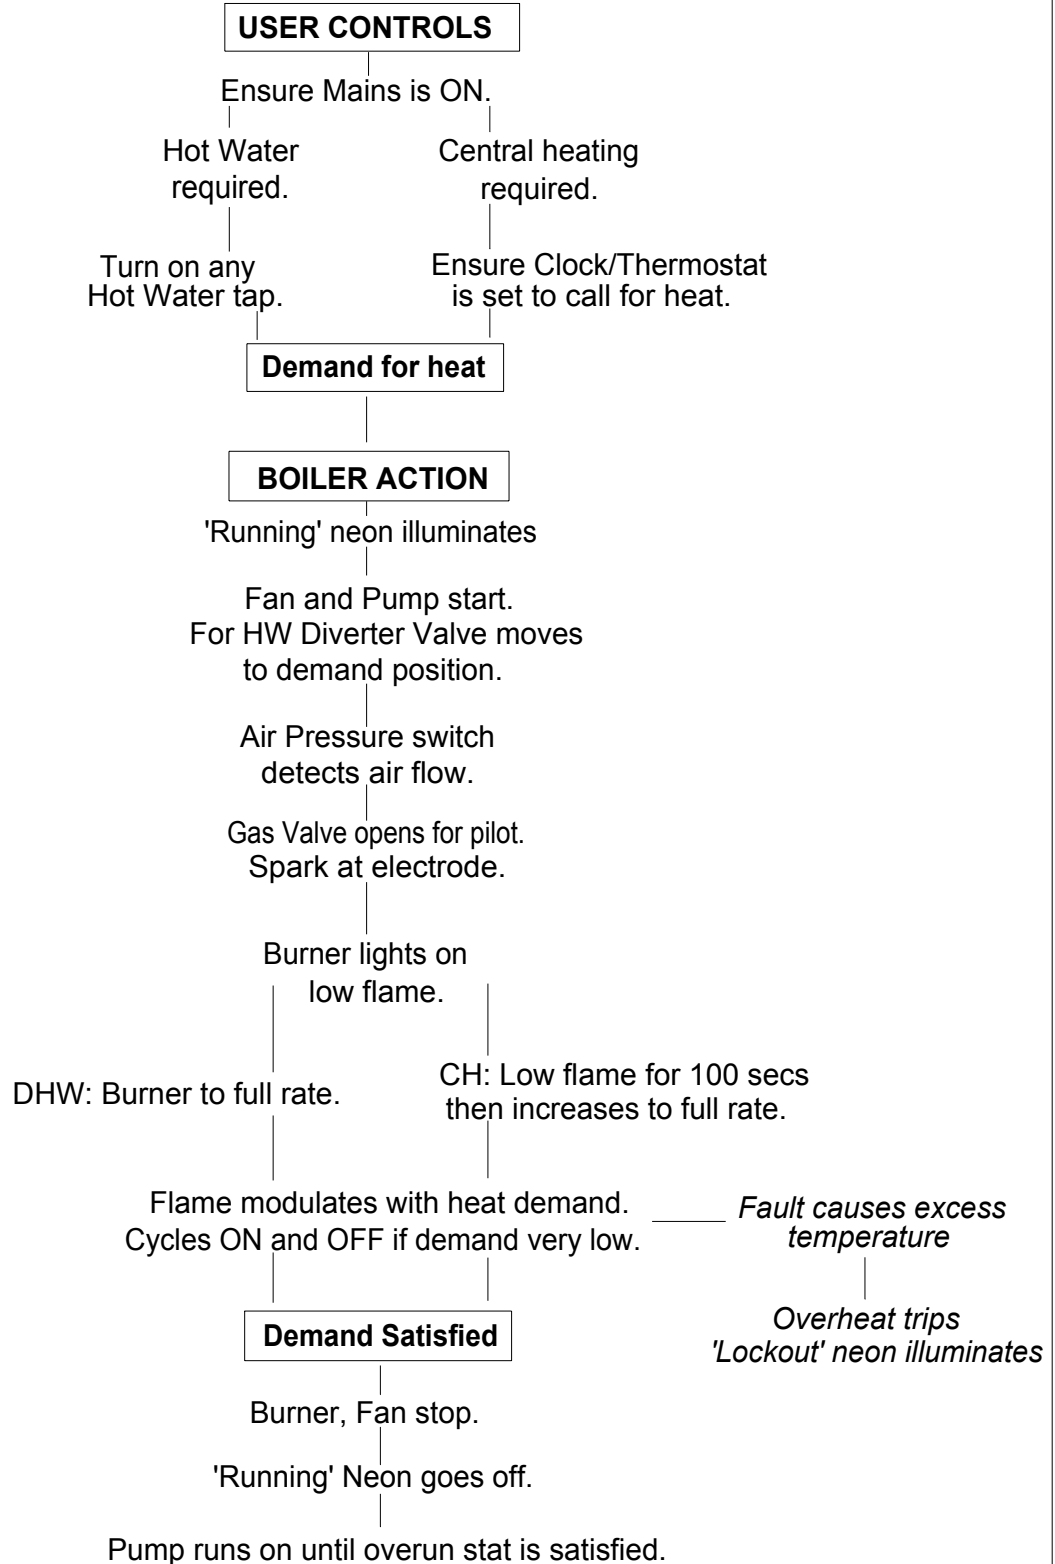 USER CONTROLS
Ensure Mains is ON.
Hot Water
required.
Central heating
required.
Turn on any
Hot Water tap.
Ensure Clock/Thermostat
is set to call for heat.
Demand for heat
BOILER ACTION
'Running' neon illuminates
Fan and Pump start.
For HW Diverter Valve moves
to demand position.
Air Pressure switch
detects air flow.
Gas Valve opens for pilot.
Spark at electrode.
Burner lights on
low flame.
DHW: Burner to full rate.
CH: Low flame for 100 secs
then increases to full rate.
Flame modulates with heat demand.
Cycles ON and OFF if demand very low.
Fault causes excess
temperature
Overheat trips
'Lockout' neon illuminates
Demand Satisfied
Burner, Fan stop.
'Running' Neon goes off.
Pump runs on until overun stat is satisfied.